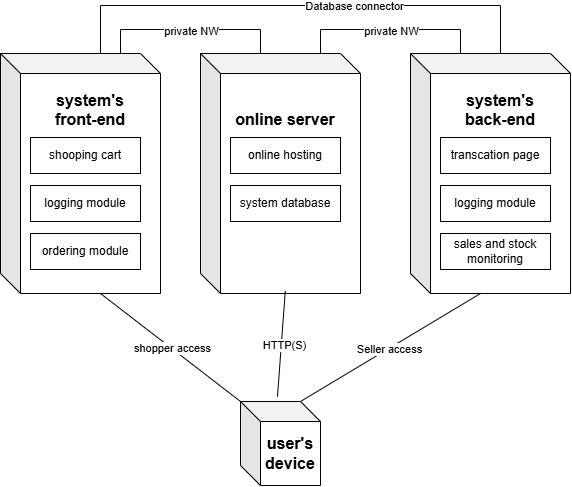 Database connector
private NW
private NW
system's
front-end
shooping cart
logging module
ordering module
online server
online hosting
system database
system's
back-end
transcation page
logging module
sales and stock
monitoring
shopper access
HTTP(S)
Seller access
user's
device